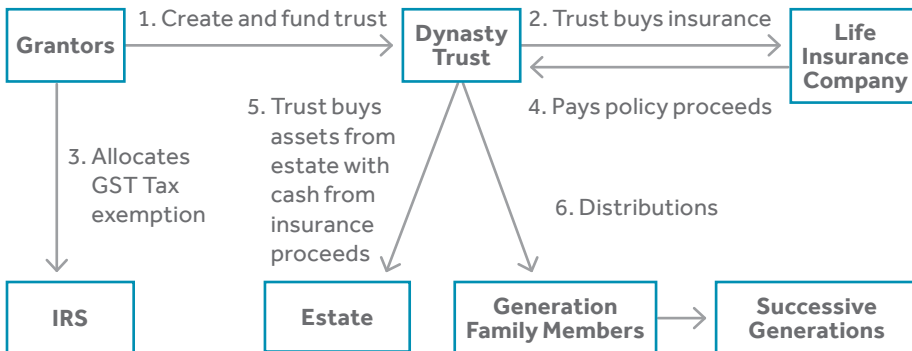 Grantors
1. Create and fund trust
Dynasty
Trust
2. Trust buys insurance
Life
Insurance
Company
4. Pays policy proceeds
3. Allocates
GST Tax
exemption
5. Trust buys
assets from
estate with
cash from
insurance
proceeds
6. Distributions
IRS
Estate
Generation
Family Members
Successive
Generations